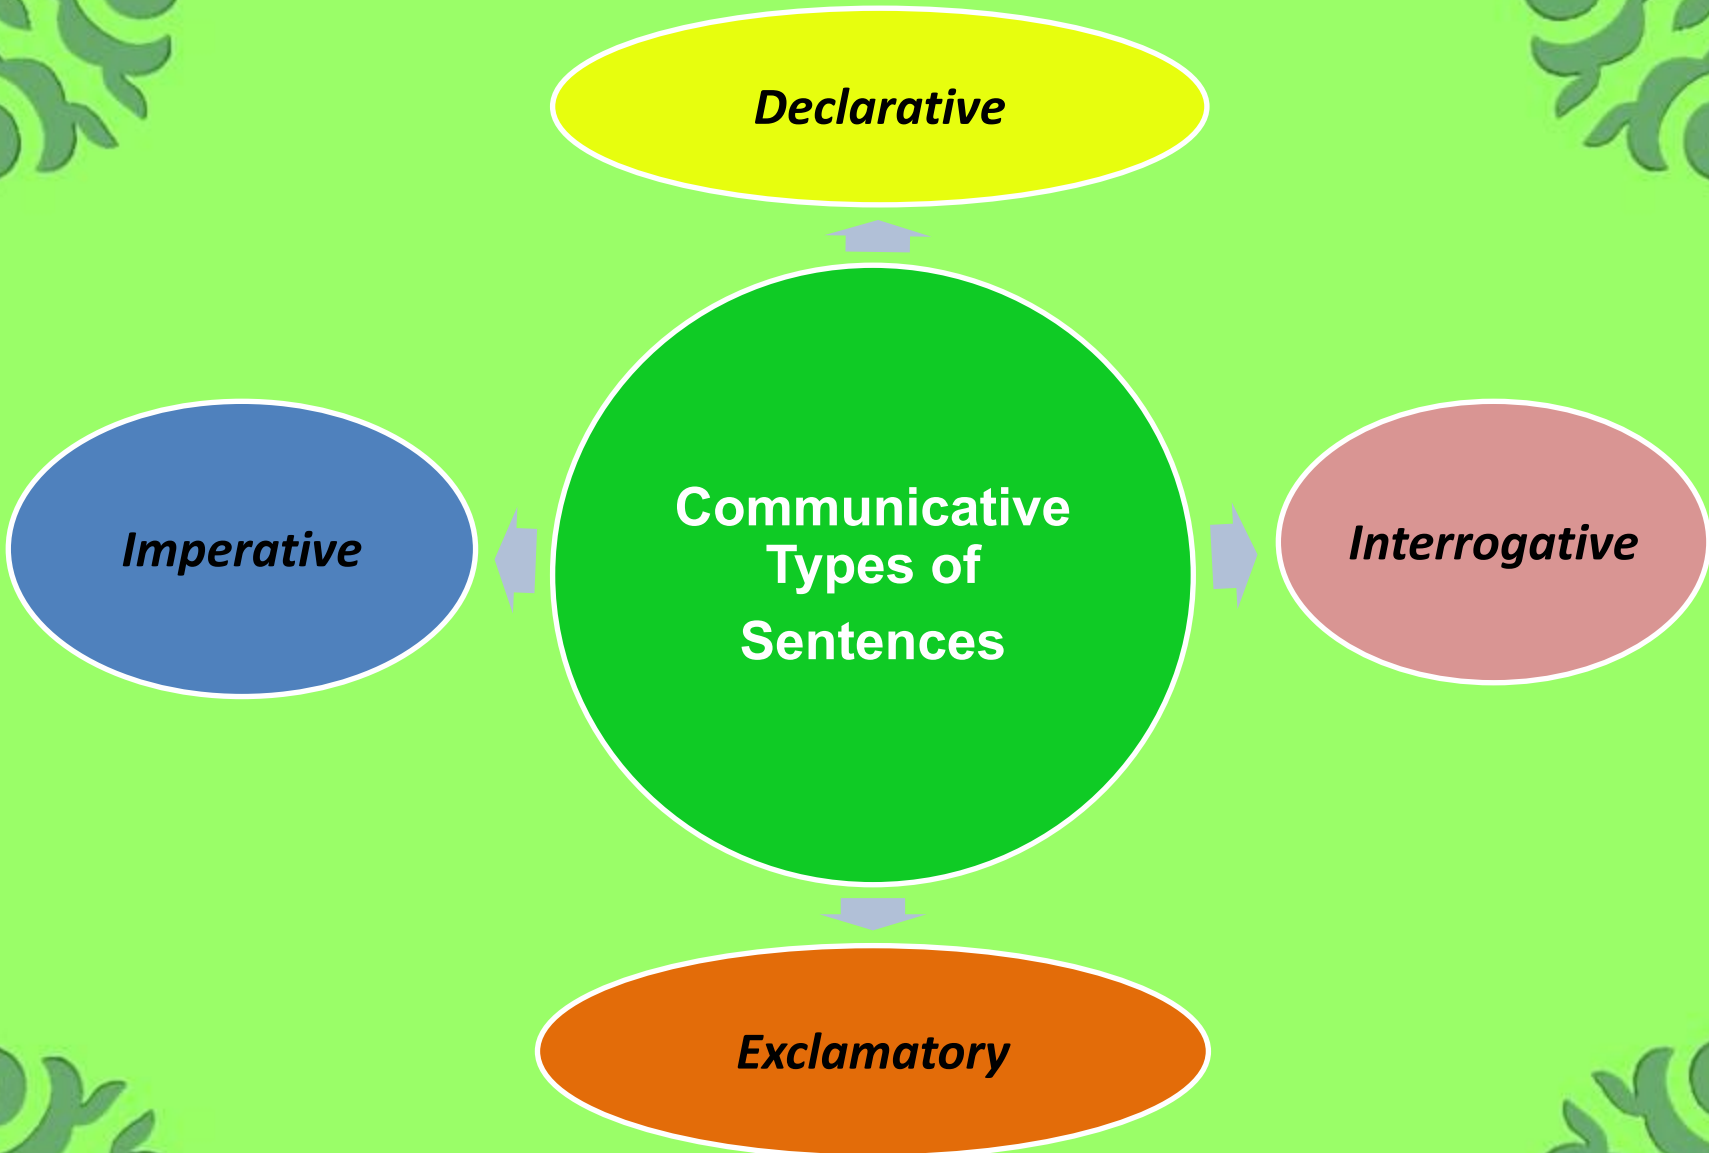 Declarative
Communicative
Types of
Sentences
Imperative
Interrogative
Exclamatory